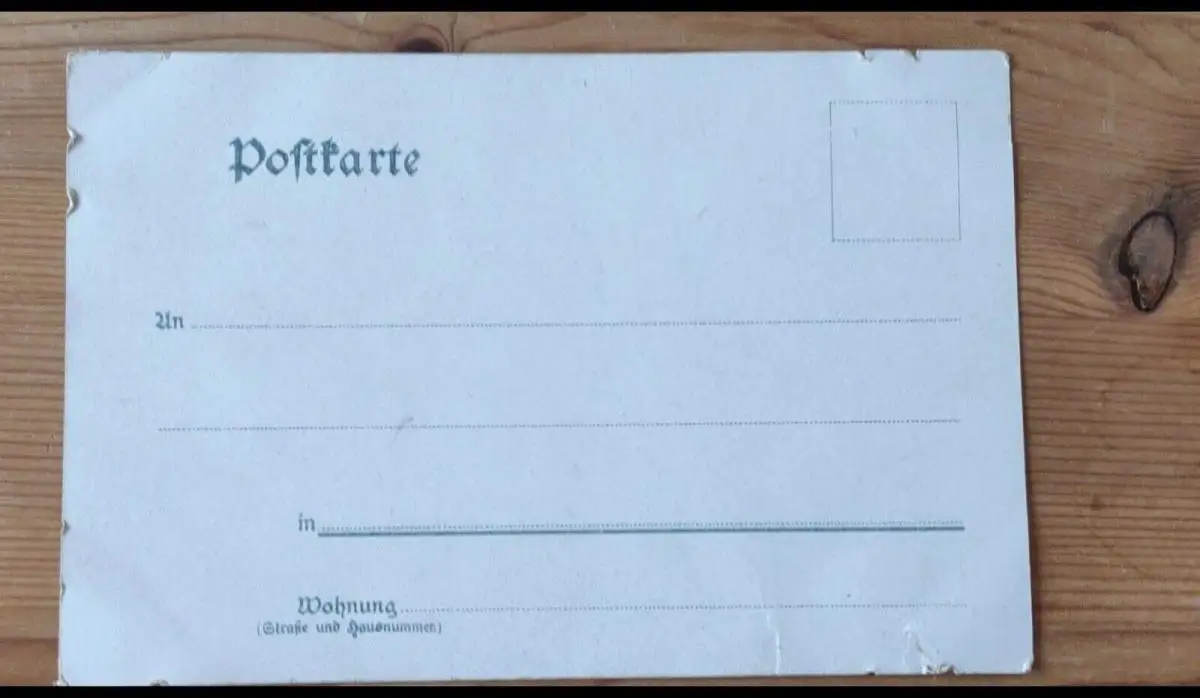 Poſtkarte
An
in
Wohnung
(Straße und Hausnummer)